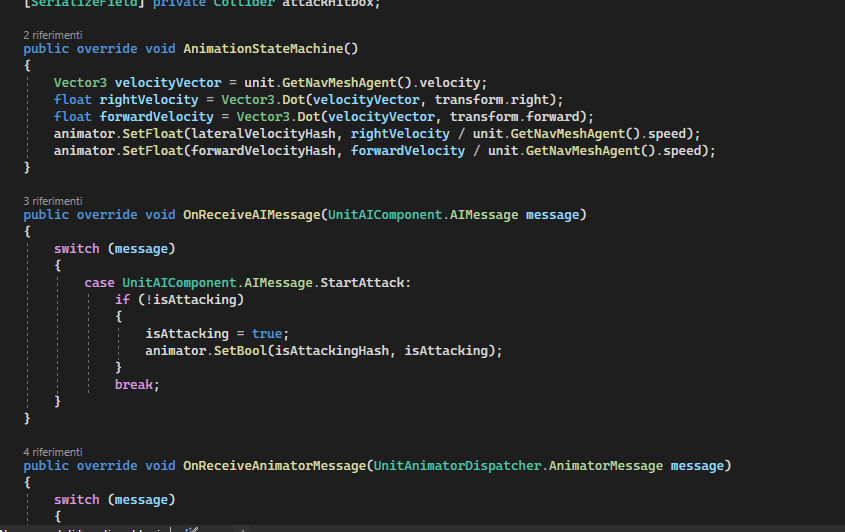 [SerializeField] private Collider attackHitbox;
2 riferimenti
public override void AnimationStateMachine()
{
Vector3 velocityVector = unit.GetNavMeshAgent().velocity;
float rightVelocity = Vector3.Dot(velocityVector, transform.right);
float forwardVelocity = Vector3.Dot(velocityVector, transform.forward);
animator.SetFloat(lateralVelocityHash, rightVelocity / unit.GetNavMeshAgent().speed);
animator.SetFloat(forwardVelocityHash, forwardVelocity / unit.GetNavMeshAgent().speed);
}
3 riferimenti
public override void OnReceiveAIMessage(UnitAIComponent.AIMessage message)
{
switch (message)
{
case UnitAIComponent.AIMessage.StartAttack:
if (!isAttacking)
{
isAttacking = true;
animator.SetBool(isAttackingHash, isAttacking);
}
break;
}
}
4 riferimenti
public override void OnReceiveAnimatorMessage(UnitAnimatorDispatcher.AnimatorMessage message)
{
switch (message)
{